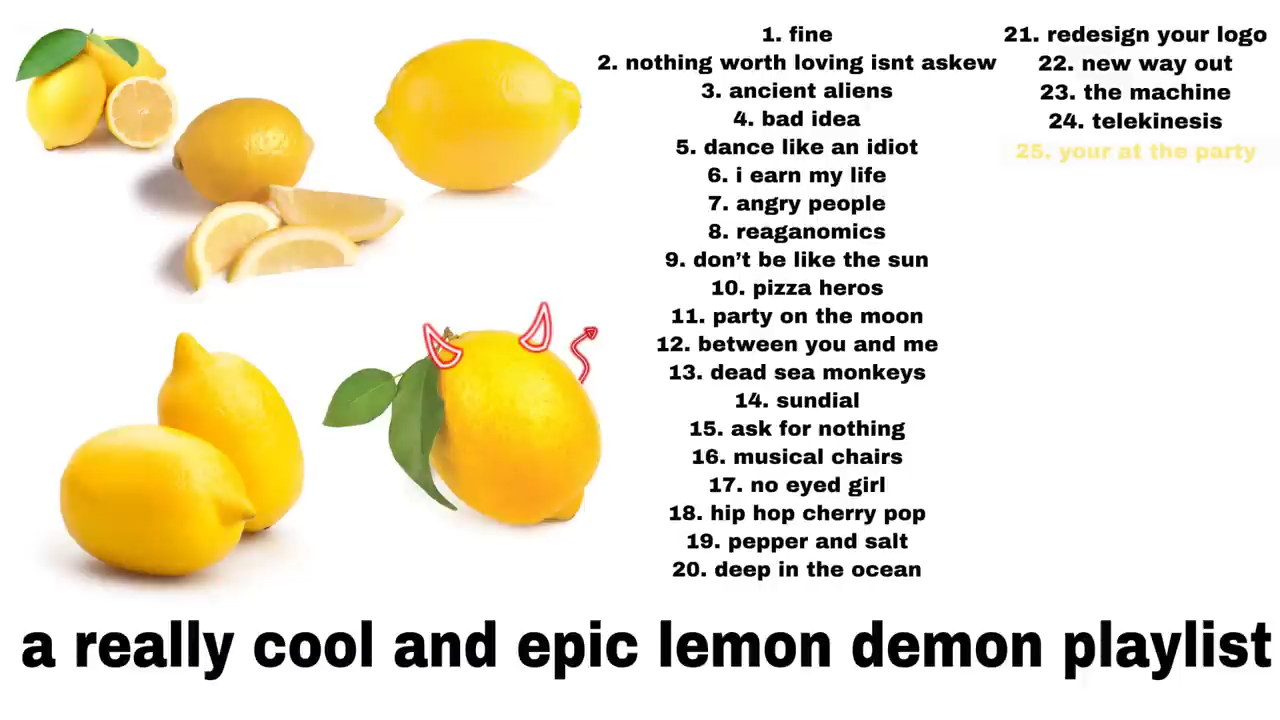 1. fine
2. nothing worth loving isnt askew
3. ancient aliens
4. bad idea
5. dance like an idiot
6. i earn my life
7. angry people
8. reaganomics
9. don’t be like the sun
10. pizza heros
11. party on the moon
12. between you and me
13. dead sea monkeys
14. sundial
15. ask for nothing
16. musical chairs
17. no eyed girl
18. hip hop cherry pop
19. pepper and salt
20. deep in the ocean
21. redesign your logo
22. new way out
23. the machine
24. telekinesis
25. your at the party
a really cool and epic lemon demon playlist